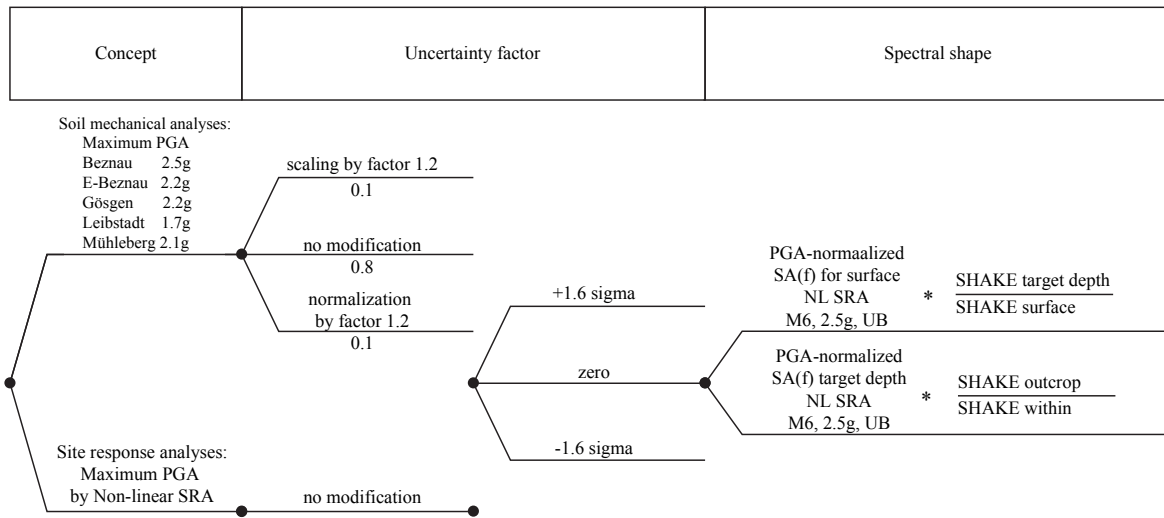 Concept
Uncertainty factor
Spectral shape
Soil mechanical analyses:
Maximum PGA
Beznau 2.5g
E-Beznau 2.2g
Gösgen 2.2g
Leibstadt 1.7g
Mühleberg 2.1g
scaling by factor 1.2
0.1
no modification
0.8
normalization
by factor 1.2
0.1
+1.6 sigma
zero
-1.6 sigma
PGA-normaalized
SA(f) for surface
NL SRA
M6, 2.5g, UB
*
SHAKE target depth
SHAKE surface
PGA-normalized
SA(f) target depth
NL SRA
M6, 2.5g, UB
*
SHAKE outcrop
SHAKE within
Site response analyses:
Maximum PGA
by Non-linear SRA
no modification